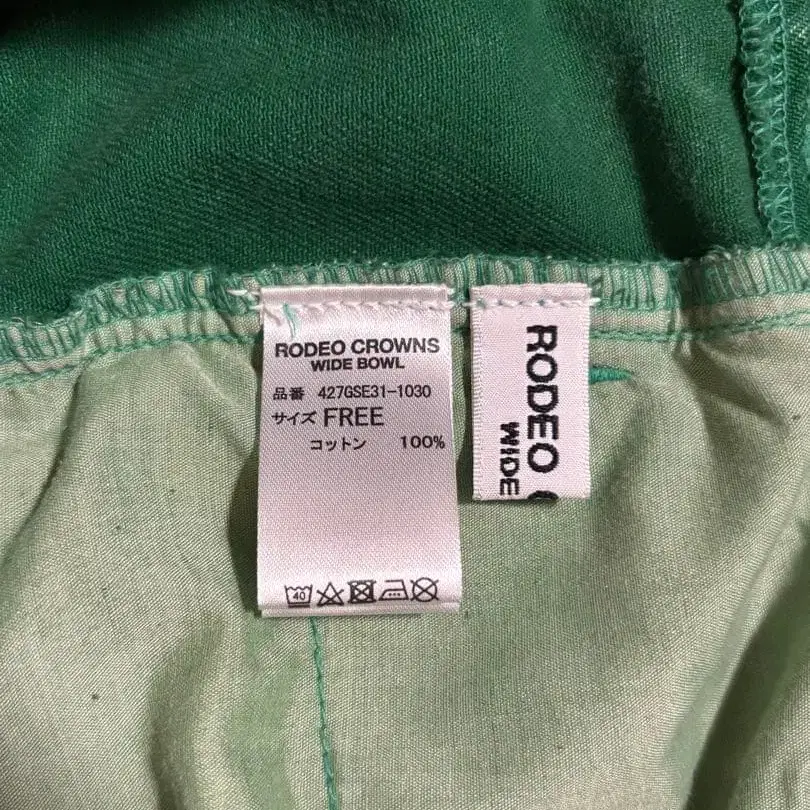 RODEO CROWNS
WIDE BOWL
品番 427GSE31-1030
サイズ FREE
コットン 100%
40
RODEO
WIDE